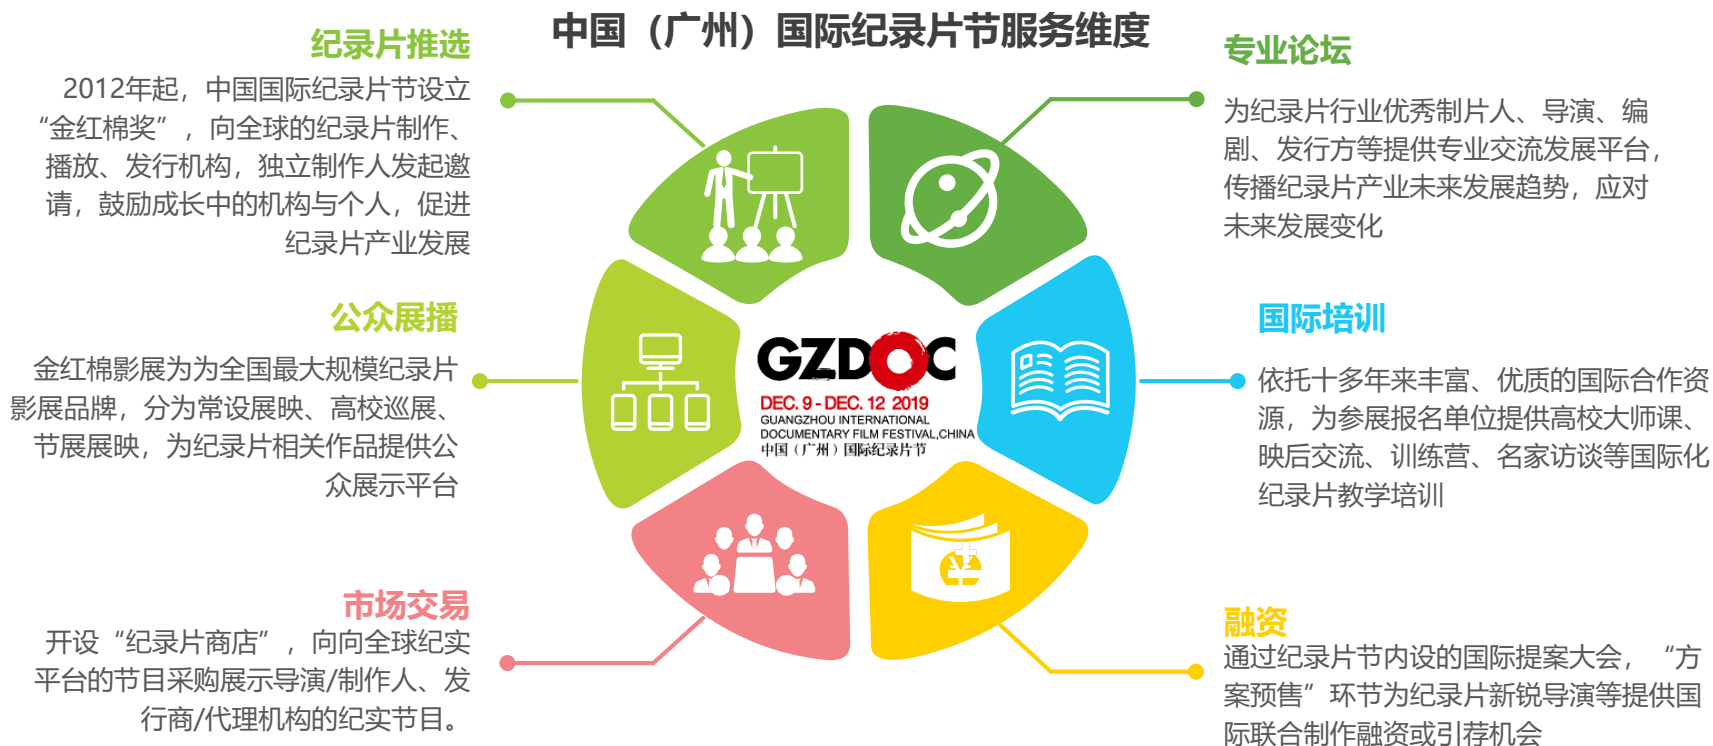 中国（广州）国际纪录片节服务维度
纪录片推选
2012年起，中国国际纪录片节设立
“金红棉奖”，向全球的纪录片制作、
播放、发行机构，独立制作人发起邀
请，鼓励成长中的机构与个人，促进
纪录片产业发展
公众展播
金红棉影展为为全国最大规模纪录片
影展品牌，分为常设展映、高校巡展、
节展展映，为纪录片相关作品提供公
众展示平台
市场交易
开设“纪录片商店”，向向全球纪实
平台的节目采购展示导演/制作人、发
行商/代理机构的纪实节目。
GZDOC
DEC. 9 - DEC. 12 2019
GUANGZHOU INTERNATIONAL
DOCUMENTARY FILM FESTIVAL,CHINA
中国（广州）国际纪录片节
专业论坛
为纪录片行业优秀制片人、导演、编
剧、发行方等提供专业交流发展平台，
传播纪录片产业未来发展趋势，应对
未来发展变化
国际培训
依托十多年来丰富、优质的国际合作资
源，为参展报名单位提供高校大师课、
映后交流、训练营、名家访谈等国际化
纪录片教学培训
融资
通过纪录片节内设的国际提案大会，“方
案预售”环节为纪录片新锐导演等提供国
际联合制作融资或引荐机会